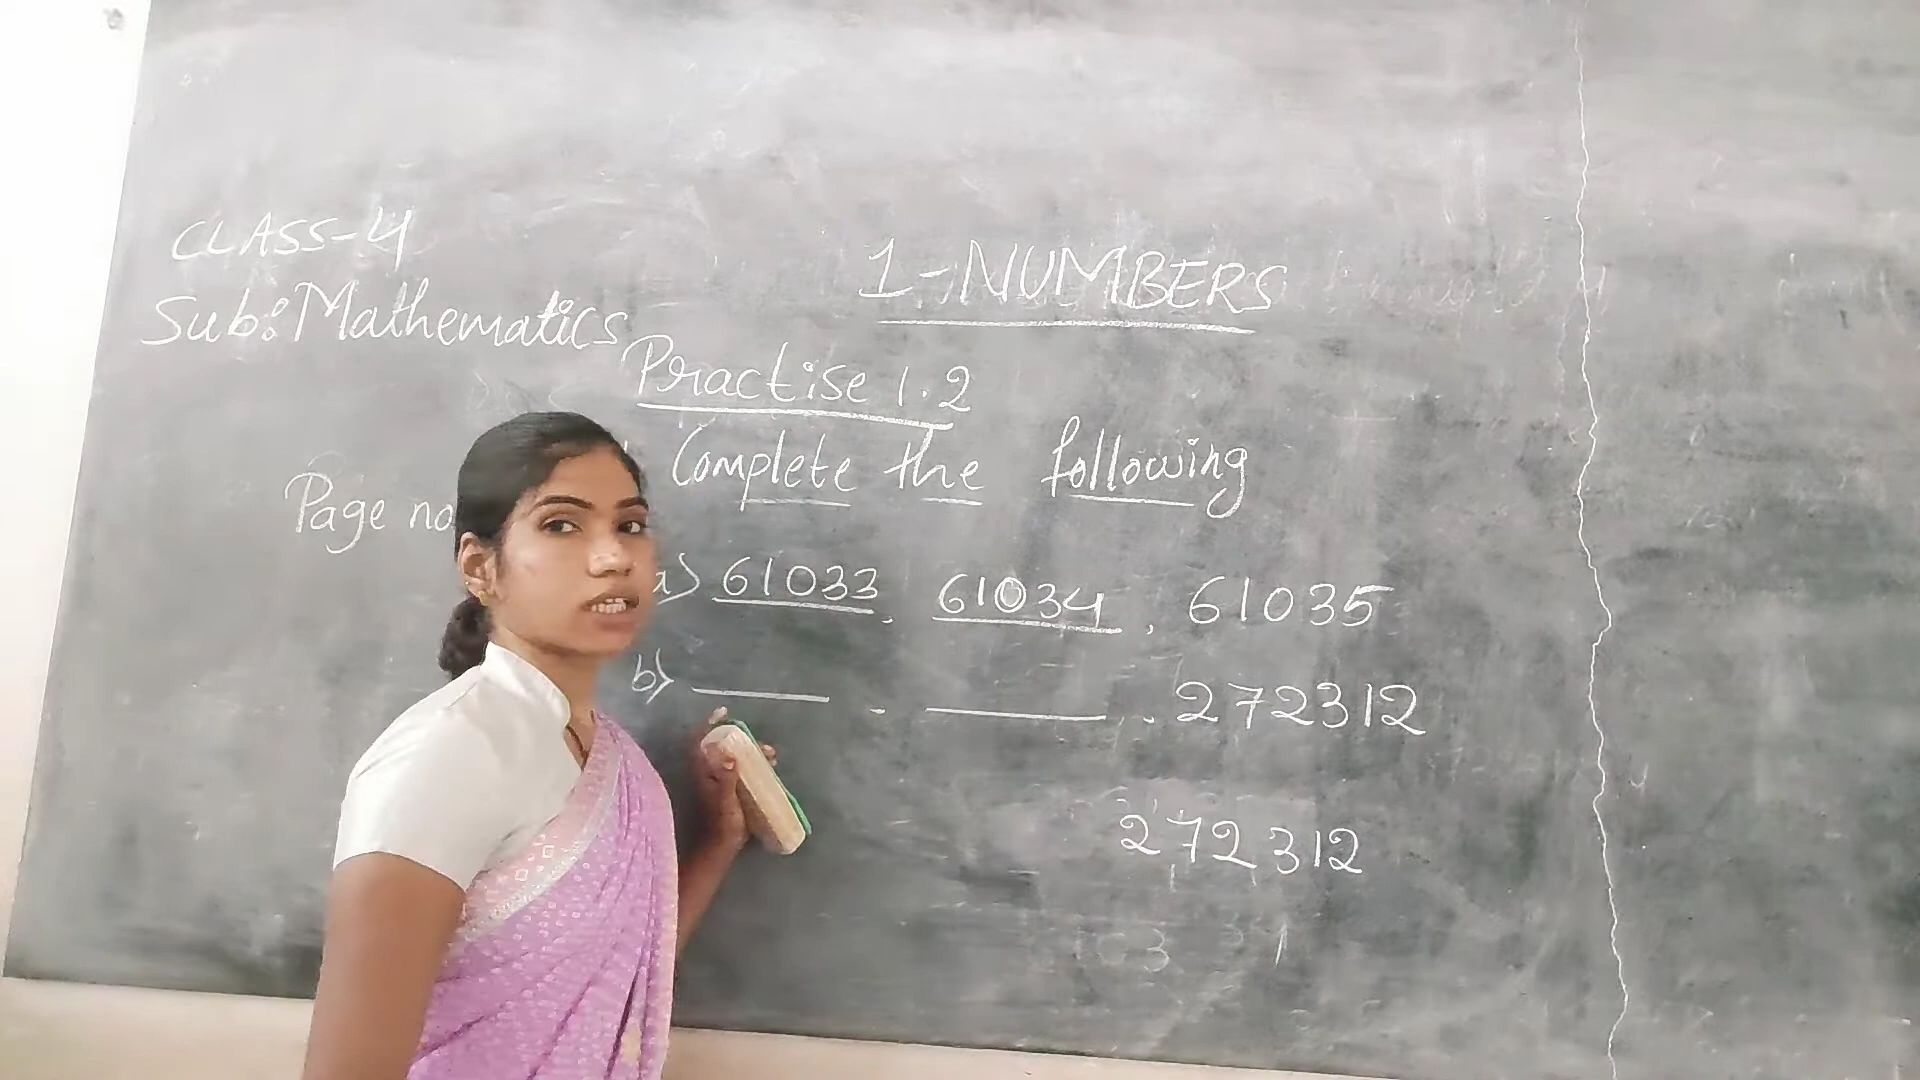 CLASS-4
1-NUMBERS
Sub:Mathematics
Practise 1.2
Complete the following
Page no
a) 61033, 61034, 61035
b) ______ . ______ . 272312
272312